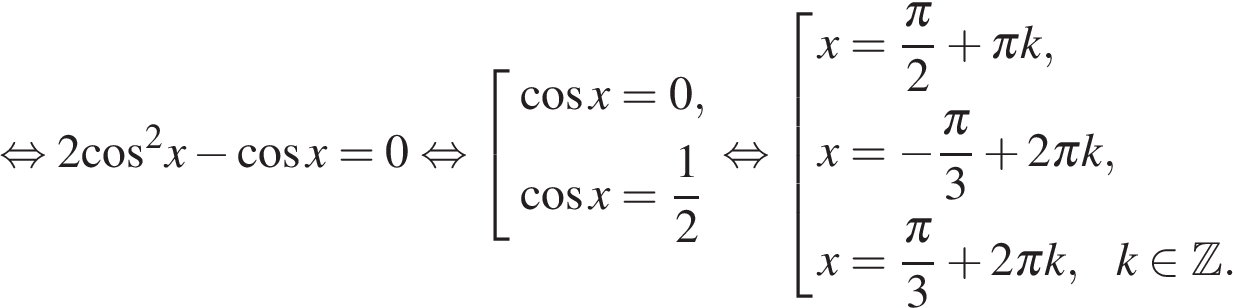 ⇔ 2cos²x − cos x = 0 ⇔ [ cos x = 0, cos x = 1/2 ⇔ [ x = π/2 + πk, x = −π/3 + 2πk, x = π/3 + 2πk, k ∈ ℤ.